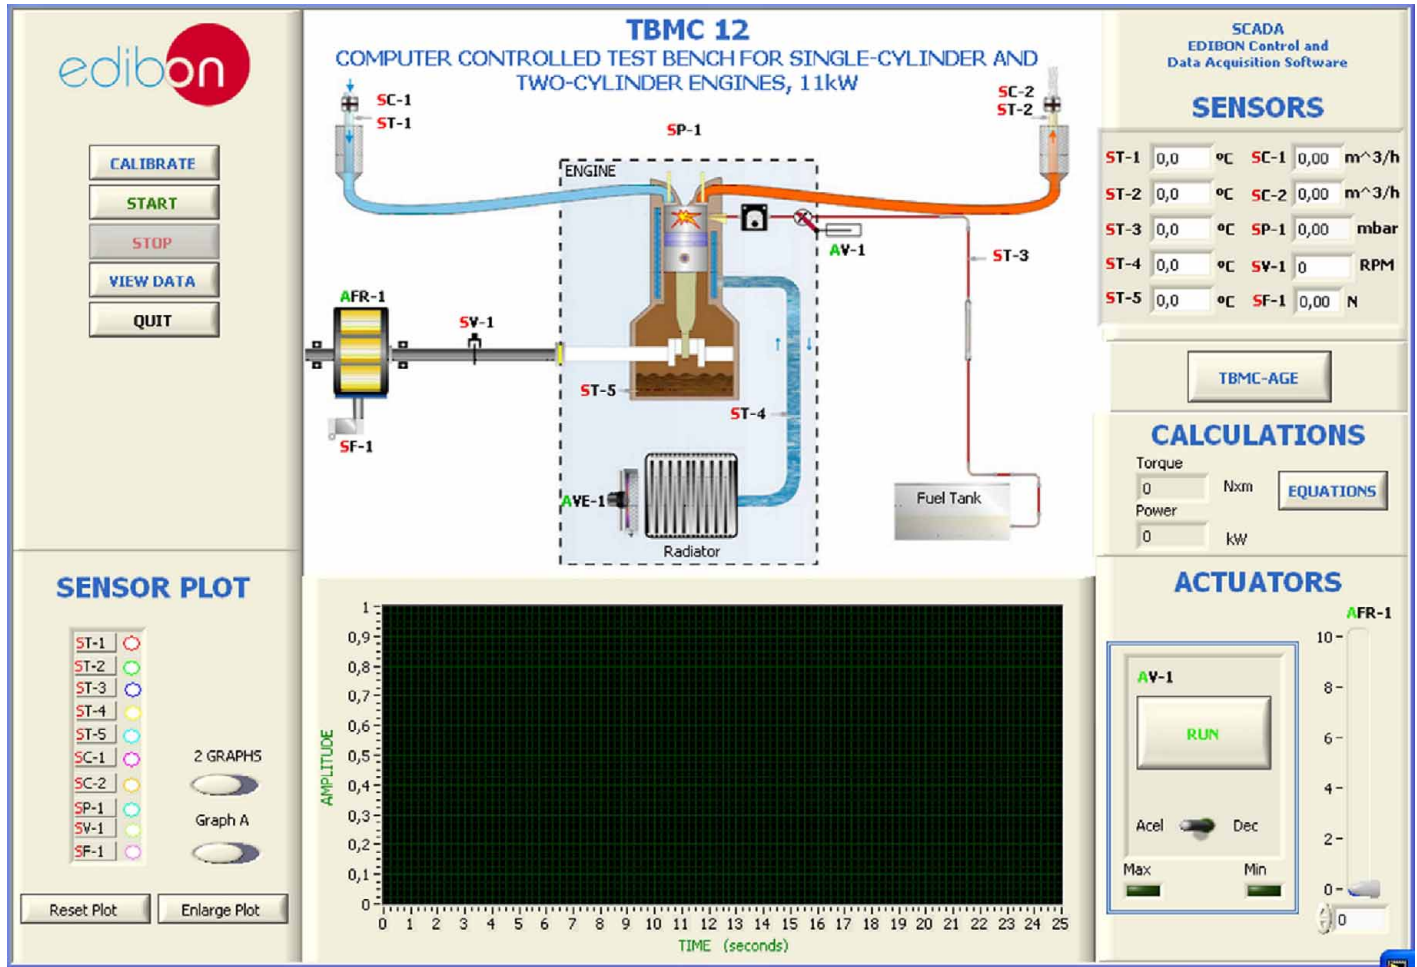 edibon
CALIBRATE
START
STOP
VIEW DATA
QUIT
TBMC 12
COMPUTER CONTROLLED TEST BENCH FOR SINGLE-CYLINDER AND
TWO-CYLINDER ENGINES, 11kW
SC-1
ST-1
SP-1
SC-2
ST-2
ENGINE
AV-1
ST-3
AFR-1
SV-1
SF-1
ST-5
ST-4
AVE-1
Radiator
Fuel Tank
SCADA
EDIBON Control and
Data Acquisition Software
SENSORS
ST-1 0,0 ºC SC-1 0,00 m^3/h
ST-2 0,0 ºC SC-2 0,00 m^3/h
ST-3 0,0 ºC SP-1 0,00 mbar
ST-4 0,0 ºC SV-1 0 RPM
ST-5 0,0 ºC SF-1 0,00 N
TBMC-AGE
CALCULATIONS
Torque
0 Nxm
EQUATIONS
Power
0 kW
SENSOR PLOT
ST-1
ST-2
ST-3
ST-4
ST-5
SC-1
SC-2
SP-1
SV-1
SF-1
2 GRAPHS
Graph A
Reset Plot
Enlarge Plot
AMPLITUDE
1
0,9
0,8
0,7
0,6
0,5
0,4
0,3
0,2
0,1
0
0 1 2 3 4 5 6 7 8 9 10 11 12 13 14 15 16 17 18 19 20 21 22 23 24 25
TIME (seconds)
ACTUATORS
AV-1
RUN
Acel Dec
Max Min
AFR-1
10
8
6
4
2
0
0